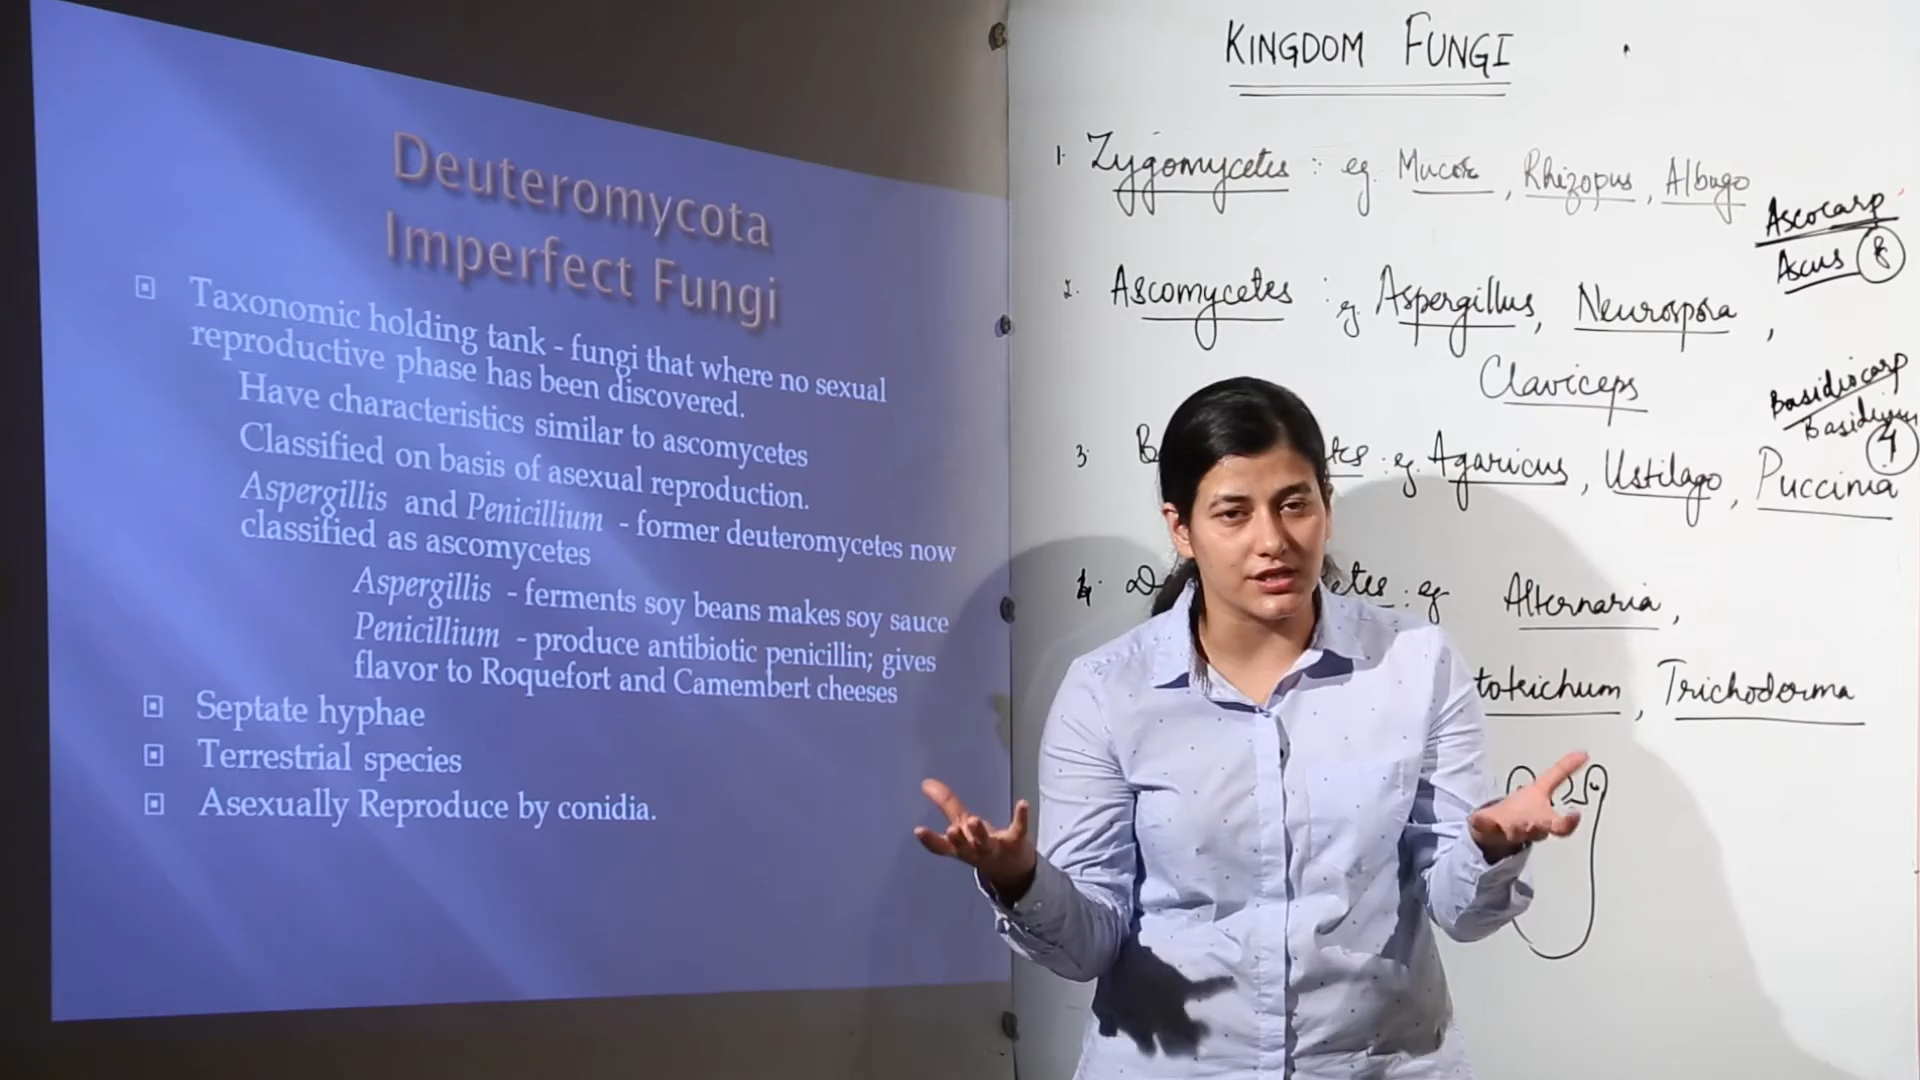 Deuteromycota
Imperfect Fungi
Taxonomic holding tank - fungi that where no sexual
reproductive phase has been discovered.
Have characteristics similar to ascomycetes
Classified on basis of asexual reproduction.
Aspergillis and Penicillium - former deuteromycetes now
classified as ascomycetes
Aspergillis - ferments soy beans makes soy sauce
Penicillium - produce antibiotic penicillin; gives
flavor to Roquefort and Camembert cheeses
Septate hyphae
Terrestrial species
Asexually Reproduce by conidia.
KINGDOM FUNGI
1. Zygomycetes : eg. Mucor, Rhizopus, Albugo
Ascocarp
Ascus 8
2. Ascomycetes : eg. Aspergillus, Neurospora,
Claviceps
Basidiocarp
Basidium
4
3. eg. Agaricus, Ustilago, Puccinia
4. : eg Alternaria,
totrichum, Trichoderma